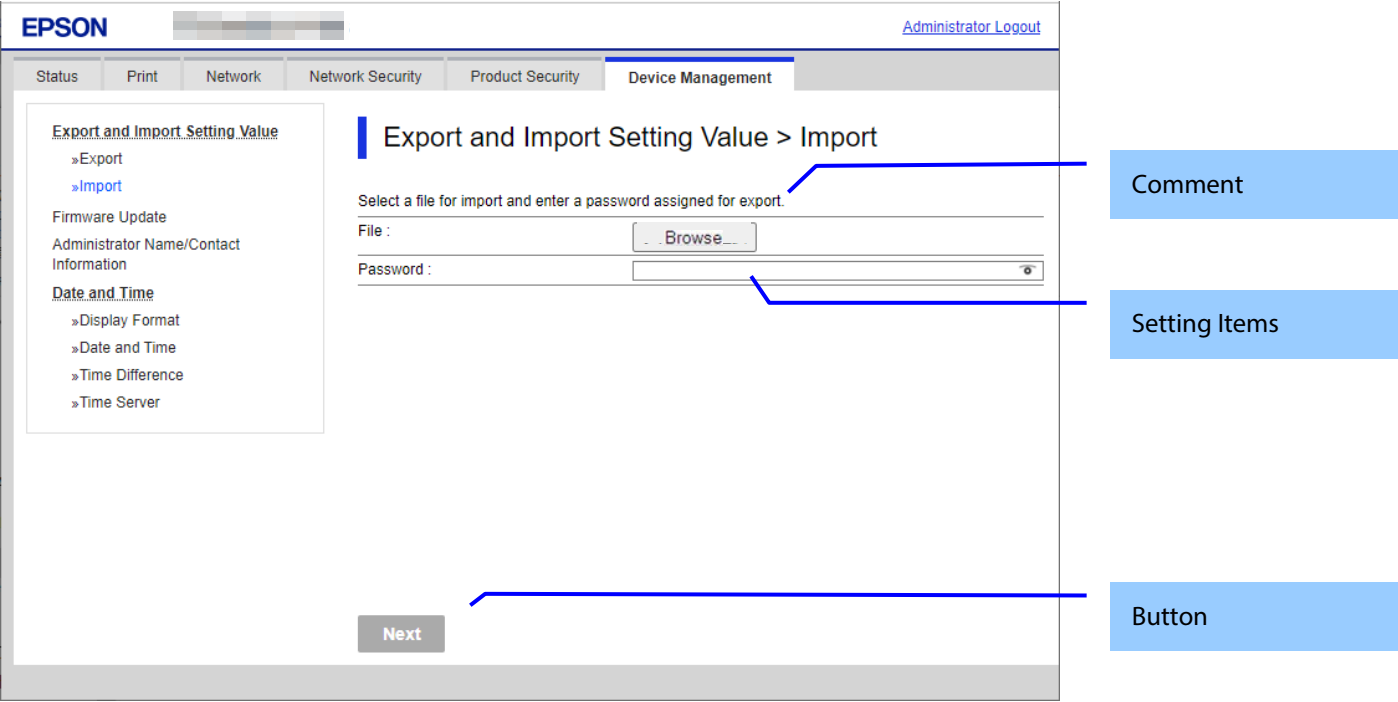 EPSON
Administrator Logout
Status Print Network Network Security Product Security Device Management
Export and Import Setting Value
»Export
»Import
Firmware Update
Administrator Name/Contact
Information
Date and Time
»Display Format
»Date and Time
»Time Difference
»Time Server
Export and Import Setting Value > Import
Select a file for import and enter a password assigned for export.
File :
Browse
Password :
Next
Comment
Setting Items
Button